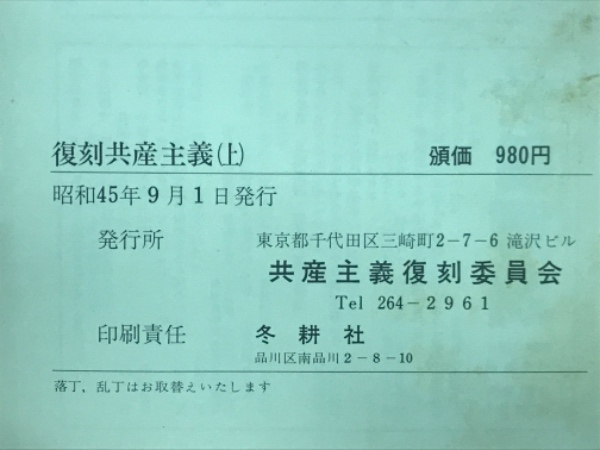 復刻共産主義(上) 頒価 980円
昭和45年9月1日発行
発行所 東京都千代田区三崎町2-7-6 滝沢ビル
共産主義復刻委員会
Tel 264-2961
印刷責任 冬耕社
品川区南品川2-8-10
落丁、乱丁はお取替えいたします